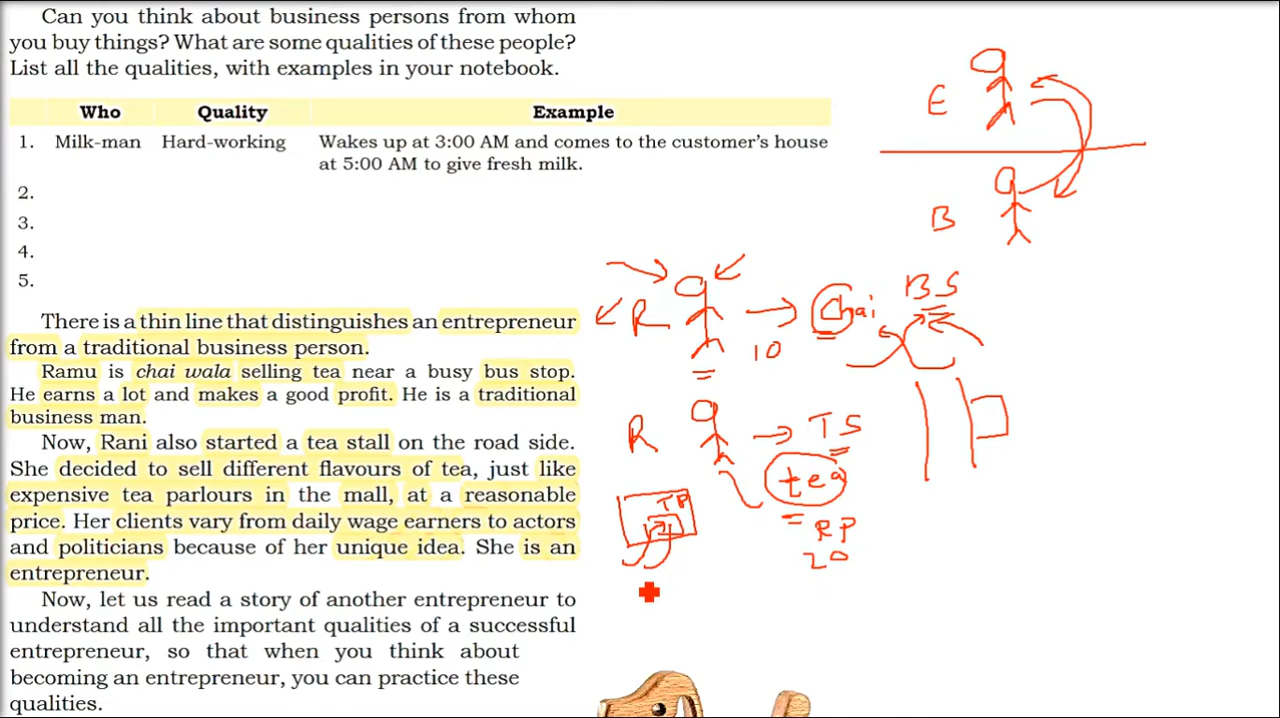 Can you think about business persons from whom
you buy things? What are some qualities of these people?
List all the qualities, with examples in your notebook.
Who Quality Example
1. Milk-man Hard-working Wakes up at 3:00 AM and comes to the customer's house
at 5:00 AM to give fresh milk.
2.
3.
4.
5.
There is a thin line that distinguishes an entrepreneur
from a traditional business person.
Ramu is chai wala selling tea near a busy bus stop.
He earns a lot and makes a good profit. He is a traditional
business man.
Now, Rani also started a tea stall on the road side.
She decided to sell different flavours of tea, just like
expensive tea parlours in the mall, at a reasonable
price. Her clients vary from daily wage earners to actors
and politicians because of her unique idea. She is an
entrepreneur.
Now, let us read a story of another entrepreneur to
understand all the important qualities of a successful
entrepreneur, so that when you think about
becoming an entrepreneur, you can practice these
qualities.
E
B
R Chai BS
10
R TS
tea
TP
RP
20